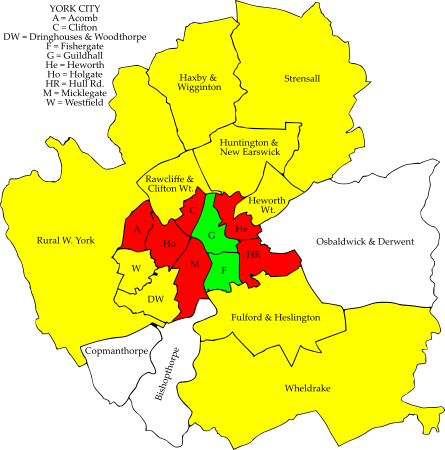 YORK CITY
A = Acomb
C = Clifton
DW = Dringhouses & Woodthorpe
F = Fishergate
G = Guildhall
He = Heworth
Ho = Holgate
HR = Hull Rd.
M = Micklegate
W = Westfield
Haxby &
Wigginton
Strensall
Huntington &
New Earswick
Rawcliffe &
Clifton Wt.
Heworth
Wt.
Rural W. York
A
C
G
He
Ho
Osbaldwick & Derwent
HR
M
F
W
DW
Fulford & Heslington
Copmanthorpe
Bishopthorpe
Wheldrake